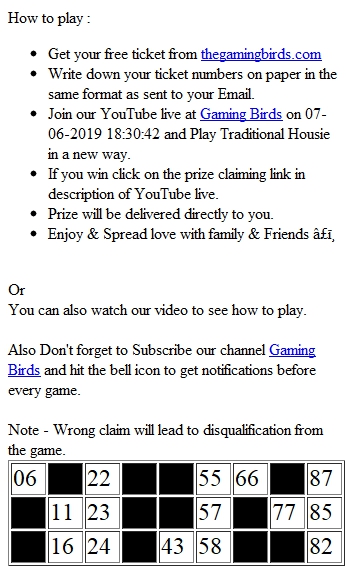 How to play :
Get your free ticket from thegamingbirds.com
Write down your ticket numbers on paper in the
same format as sent to your Email.
Join our YouTube live at Gaming Birds on 07-
06-2019 18:30:42 and Play Traditional Housie
in a new way.
If you win click on the prize claiming link in
description of YouTube live.
Prize will be delivered directly to you.
Enjoy & Spread love with family & Friends â£ï¸
Or
You can also watch our video to see how to play.
Also Don't forget to Subscribe our channel Gaming
Birds and hit the bell icon to get notifications before
every game.
Note - Wrong claim will lead to disqualification from
the game.
06 22 55 66 87
11 23 57 77 85
16 24 43 58 82